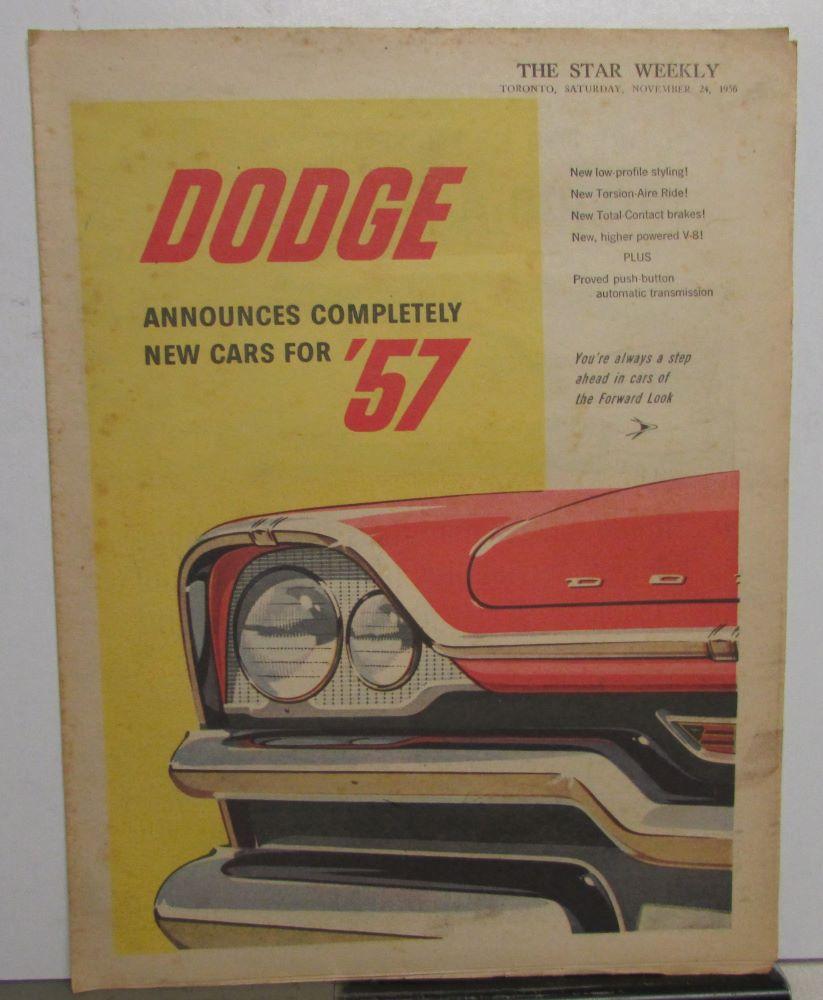 THE STAR WEEKLY
TORONTO, SATURDAY, NOVEMBER 24, 1956
DODGE
ANNOUNCES COMPLETELY
NEW CARS FOR '57
New low-profile styling!
New Torsion-Aire Ride!
New Total-Contact brakes!
New, higher powered V-8!
PLUS
Proved push-button
automatic transmission
You're always a step
ahead in cars of
the Forward Look
D O